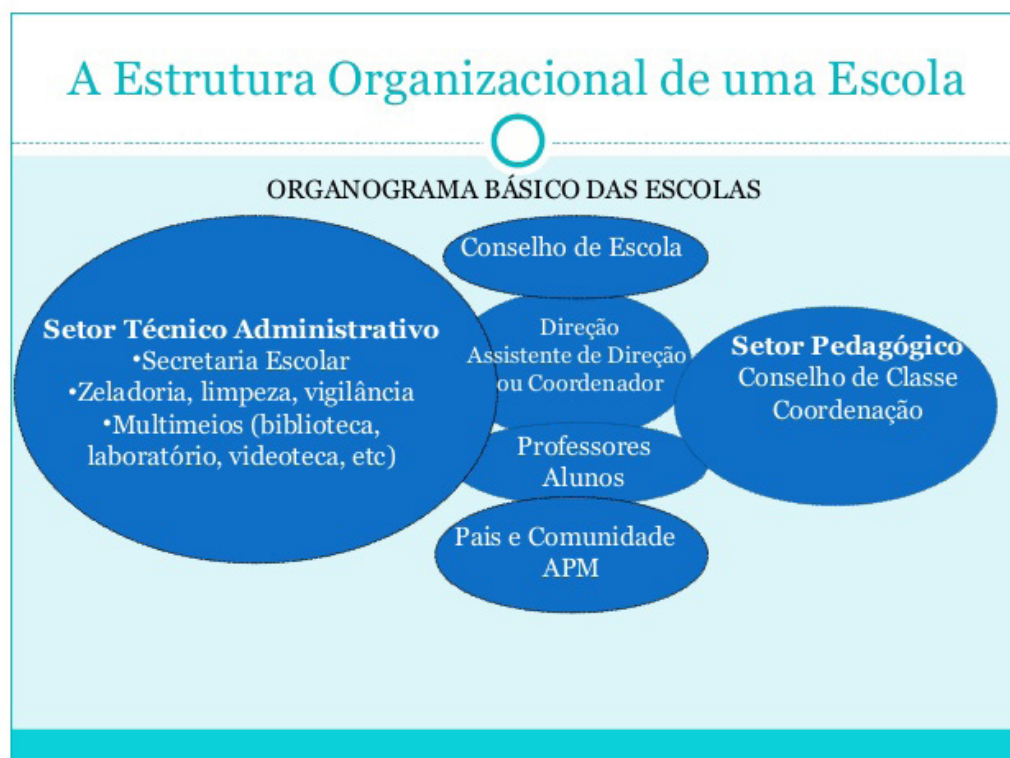 A Estrutura Organizacional de uma Escola
ORGANOGRAMA BÁSICO DAS ESCOLAS
Setor Técnico Administrativo
•Secretaria Escolar
•Zeladoria, limpeza, vigilância
•Multimeios (biblioteca,
laboratório, videoteca, etc)
Conselho de Escola
Direção
Assistente de Direção
ou Coordenador
Professores
Alunos
Pais e Comunidade
APM
Setor Pedagógico
Conselho de Classe
Coordenação